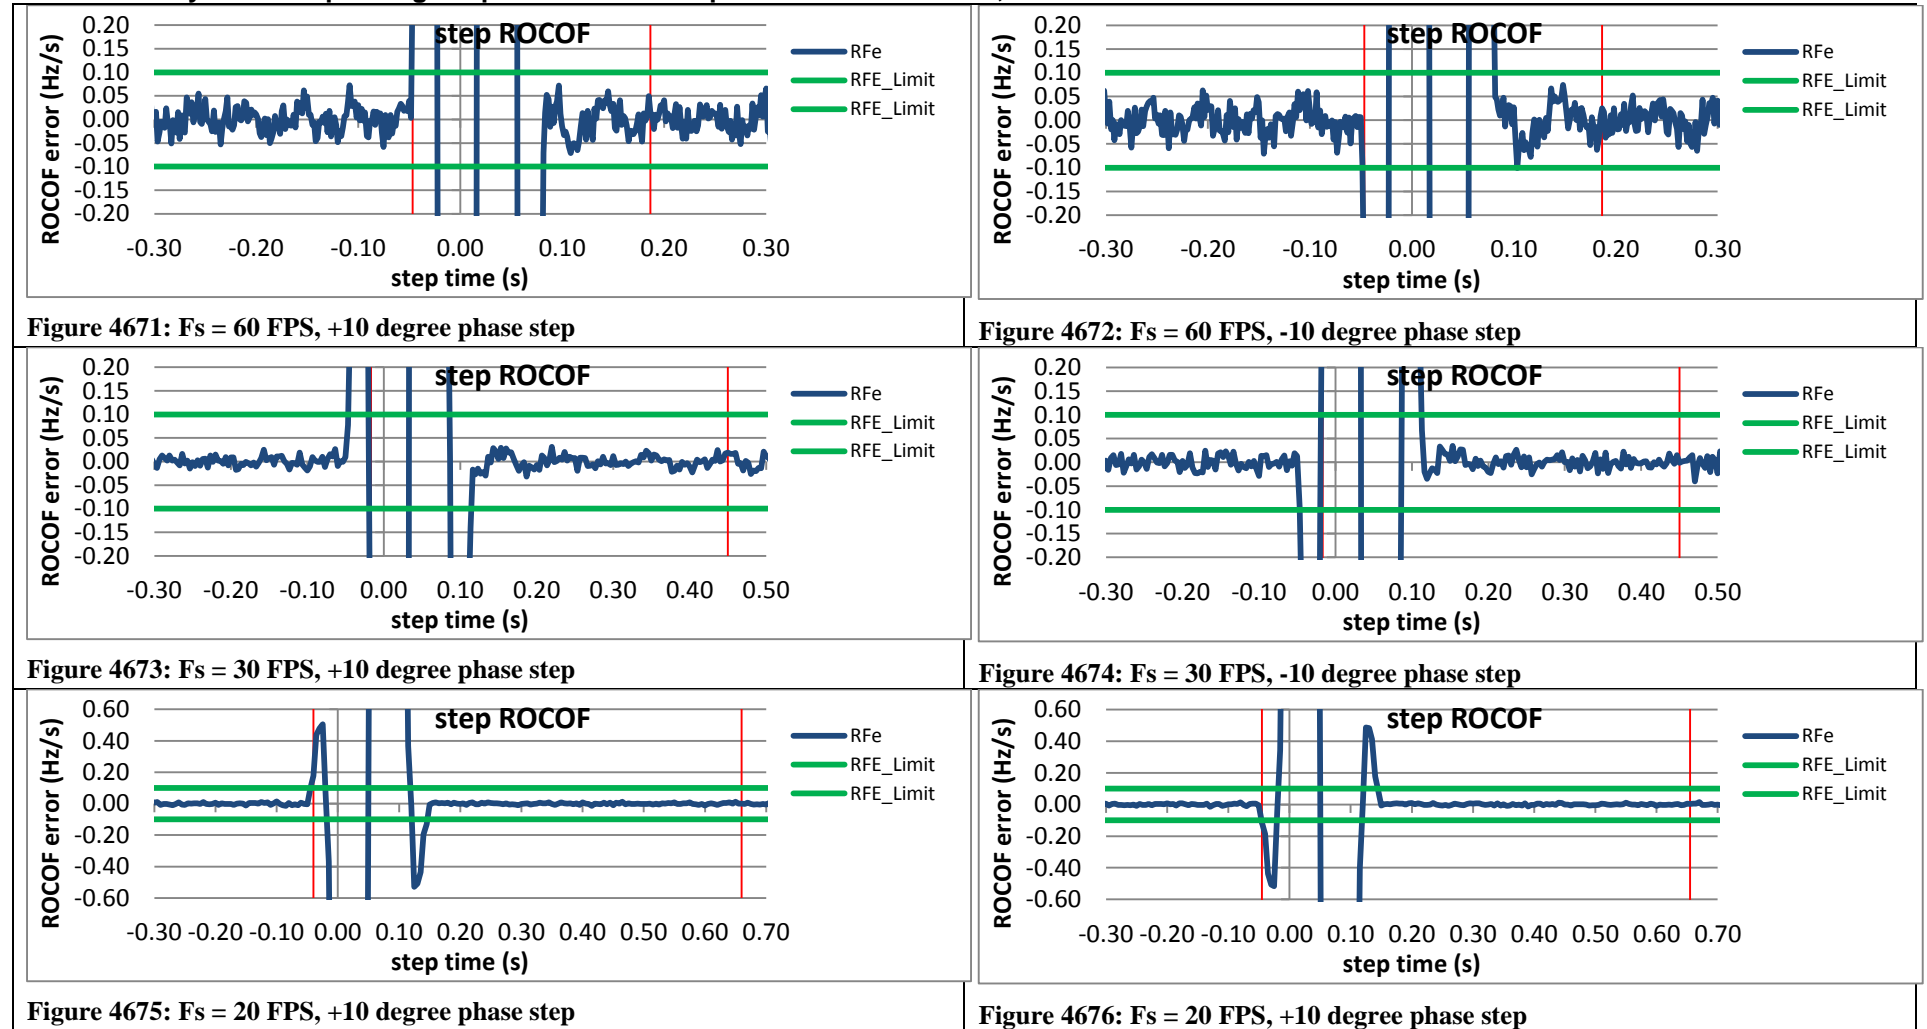 step ROCOF
0.20
0.15
0.10
0.05
0.00
-0.05
-0.10
-0.15
-0.20
ROCOF error (Hz/s)
-0.30 -0.20 -0.10 0.00 0.10 0.20 0.30
step time (s)
RFe
RFE_Limit
RFE_Limit
Figure 4671: Fs = 60 FPS, +10 degree phase step
step ROCOF
0.20
0.15
0.10
0.05
0.00
-0.05
-0.10
-0.15
-0.20
ROCOF error (Hz/s)
-0.30 -0.20 -0.10 0.00 0.10 0.20 0.30
step time (s)
RFe
RFE_Limit
RFE_Limit
Figure 4672: Fs = 60 FPS, -10 degree phase step
step ROCOF
0.20
0.15
0.10
0.05
0.00
-0.05
-0.10
-0.15
-0.20
ROCOF error (Hz/s)
-0.30 -0.20 -0.10 0.00 0.10 0.20 0.30 0.40 0.50
step time (s)
RFe
RFE_Limit
RFE_Limit
Figure 4673: Fs = 30 FPS, +10 degree phase step
step ROCOF
0.20
0.15
0.10
0.05
0.00
-0.05
-0.10
-0.15
-0.20
ROCOF error (Hz/s)
-0.30 -0.20 -0.10 0.00 0.10 0.20 0.30 0.40 0.50
step time (s)
RFe
RFE_Limit
RFE_Limit
Figure 4674: Fs = 30 FPS, -10 degree phase step
step ROCOF
0.60
0.40
0.20
0.00
-0.20
-0.40
-0.60
ROCOF error (Hz/s)
-0.30 -0.20 -0.10 0.00 0.10 0.20 0.30 0.40 0.50 0.60 0.70
step time (s)
RFe
RFE_Limit
RFE_Limit
Figure 4675: Fs = 20 FPS, +10 degree phase step
step ROCOF
0.60
0.40
0.20
0.00
-0.20
-0.40
-0.60
ROCOF error (Hz/s)
-0.30 -0.20 -0.10 0.00 0.10 0.20 0.30 0.40 0.50 0.60 0.70
step time (s)
RFe
RFE_Limit
RFE_Limit
Figure 4676: Fs = 20 FPS, +10 degree phase step